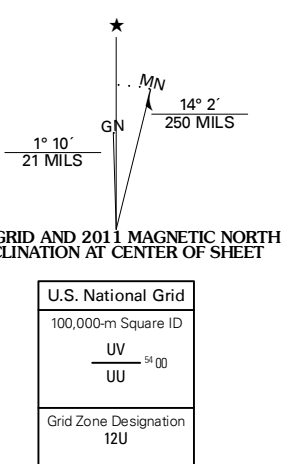 ★
MN
GN
14° 2´
250 MILS
1° 10´
21 MILS
GRID AND 2011 MAGNETIC NORTH
CLINATION AT CENTER OF SHEET
U.S. National Grid
100,000-m Square ID
UV
54 00
UU
Grid Zone Designation
12U